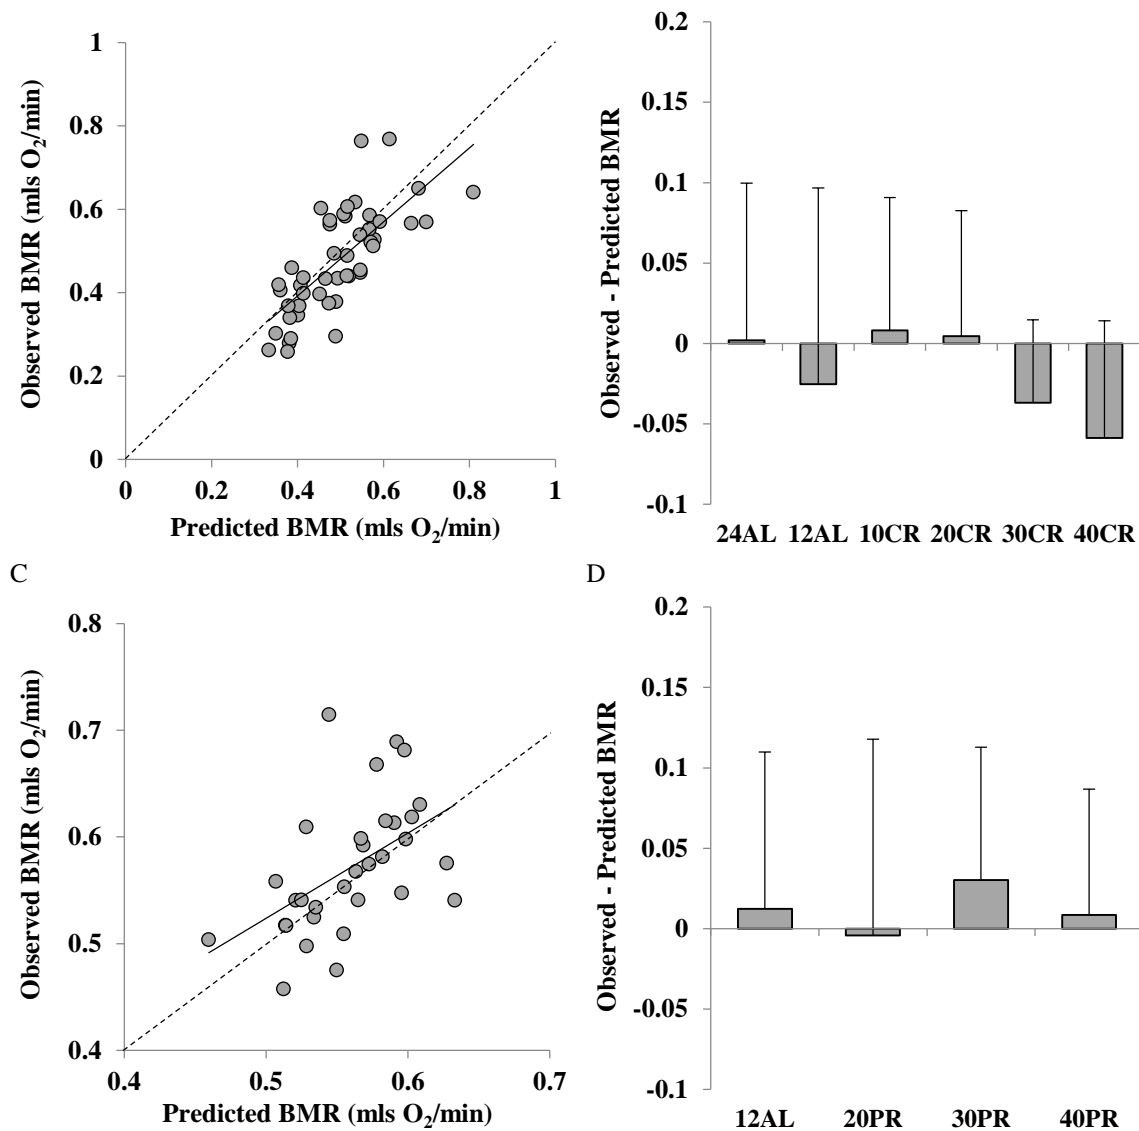 Observed BMR (mls O₂/min)
1
0.8
0.6
0.4
0.2
0
0 0.2 0.4 0.6 0.8 1
Predicted BMR (mls O₂/min)
Observed - Predicted BMR
0.2
0.15
0.1
0.05
0
-0.05
-0.1
24AL 12AL 10CR 20CR 30CR 40CR
C
Observed BMR (mls O₂/min)
0.8
0.7
0.6
0.5
0.4
0.4 0.5 0.6 0.7
Predicted BMR (mls O₂/min)
D
Observed - Predicted BMR
0.2
0.15
0.1
0.05
0
-0.05
-0.1
12AL 20PR 30PR 40PR